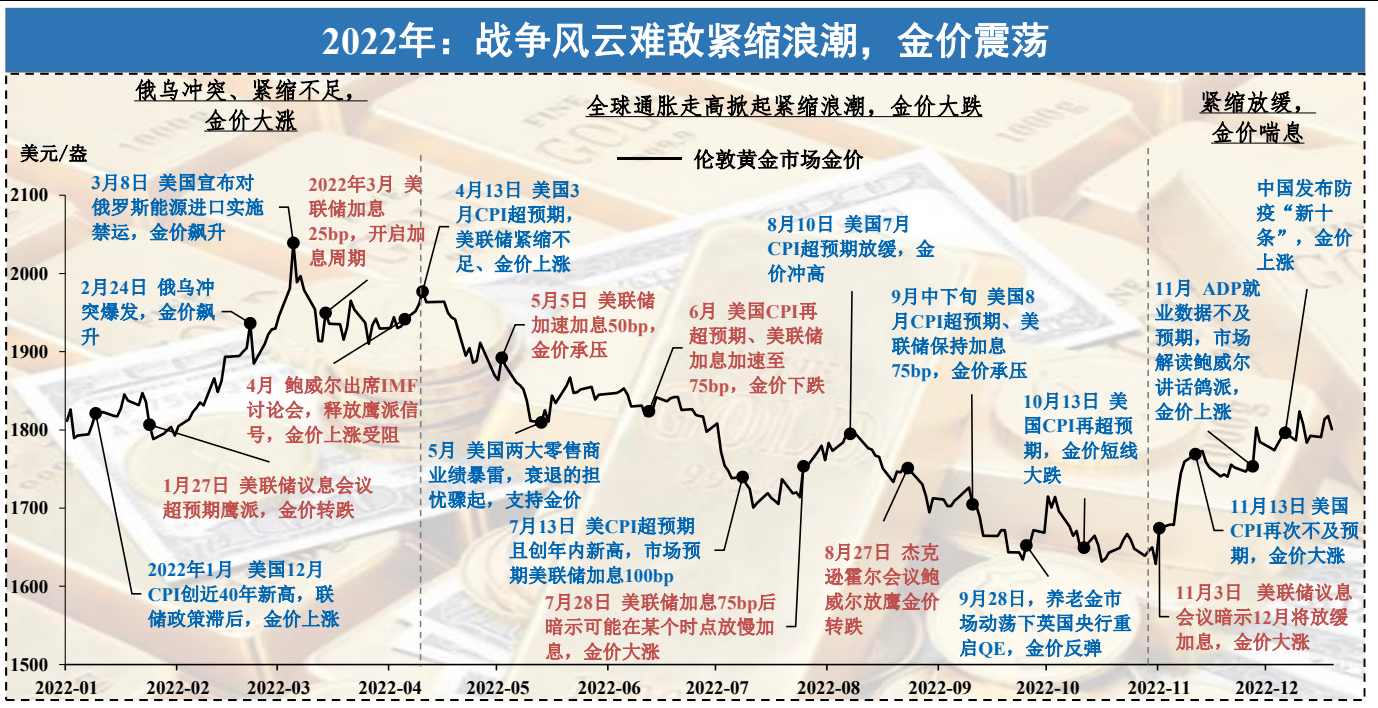 2022年：战争风云难敌紧缩浪潮，金价震荡
俄乌冲突、紧缩不足，
金价大涨
全球通胀走高掀起紧缩浪潮，金价大跌
紧缩放缓，
金价喘息
美元/盎
伦敦黄金市场金价
2100
2000
1900
1800
1700
1600
1500
3月8日 美国宣布对
俄罗斯能源进口实施
禁运，金价飙升
2022年3月 美
联储加息
25bp，开启加
息周期
4月13日 美国3
月CPI超预期，
美联储紧缩不
足、金价上涨
2月24日 俄乌冲
突爆发，金价飙
升
4月 鲍威尔出席IMF
讨论会，释放鹰派信
号，金价上涨受阻
1月27日 美联储议息会议
超预期鹰派，金价转跌
2022年1月 美国12月
CPI创近40年新高，联
储政策滞后，金价上涨
5月5日 美联储
加速加息50bp，
金价承压
5月 美国两大零售商
业绩暴雷，衰退的担
忧骤起，支持金价
6月 美国CPI再
超预期、美联储
加息加速至
75bp，金价下跌
7月13日 美CPI超预期
且创年内新高，市场预
期美联储加息100bp
7月28日 美联储加息75bp后
暗示可能在某个时点放慢加
息，金价大涨
8月10日 美国7月
CPI超预期放缓，金
价冲高
8月27日 杰克
逊霍尔会议鲍
威尔放鹰金价
转跌
9月中下旬 美国8
月CPI超预期、美
联储保持加息
75bp，金价承压
9月28日，养老金市
场动荡下英国央行重
启QE，金价反弹
10月13日 美
国CPI再超预
期，金价短线
大跌
11月 ADP就
业数据不及
预期，市场
解读鲍威尔
讲话鸽派，
金价上涨
中国发布防
疫“新十
条”，金价
上涨
11月13日 美国
CPI再次不及预
期，金价大涨
11月3日 美联储议息
会议暗示12月将放缓
加息，金价大涨
2022-01
2022-02
2022-03
2022-04
2022-05
2022-06
2022-07
2022-08
2022-09
2022-10
2022-11
2022-12